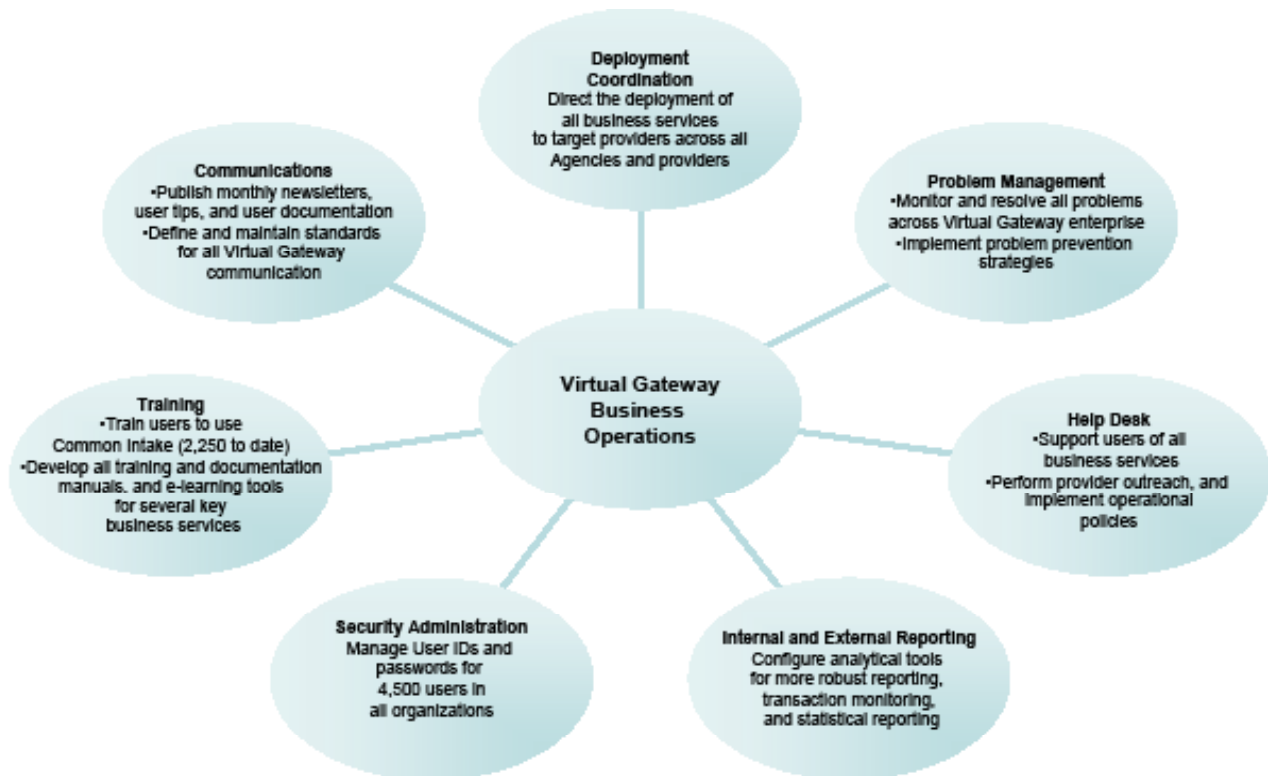 Deployment
Coordination
Direct the deployment of
all business services
to target providers across all
Agencies and providers
Communications
•Publish monthly newsletters,
user tips, and user documentation
•Define and maintain standards
for all Virtual Gateway
communication
Problem Management
•Monitor and resolve all problems
across Virtual Gateway enterprise
•Implement problem prevention
strategies
Virtual Gateway
Business
Operations
Training
•Train users to use
Common Intake (2,250 to date)
•Develop all training and documentation
manuals. and e-learning tools
for several key
business services
Help Desk
•Support users of all
business services
•Perform provider outreach, and
implement operational
policies
Security Administration
Manage User IDs and
passwords for
4,500 users in
all organizations
Internal and External Reporting
Configure analytical tools
for more robust reporting,
transaction monitoring,
and statistical reporting